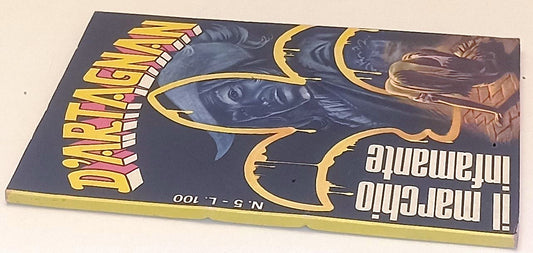 D'ARTAGNAN
il marchio
infamante
N. 5 - L. 100